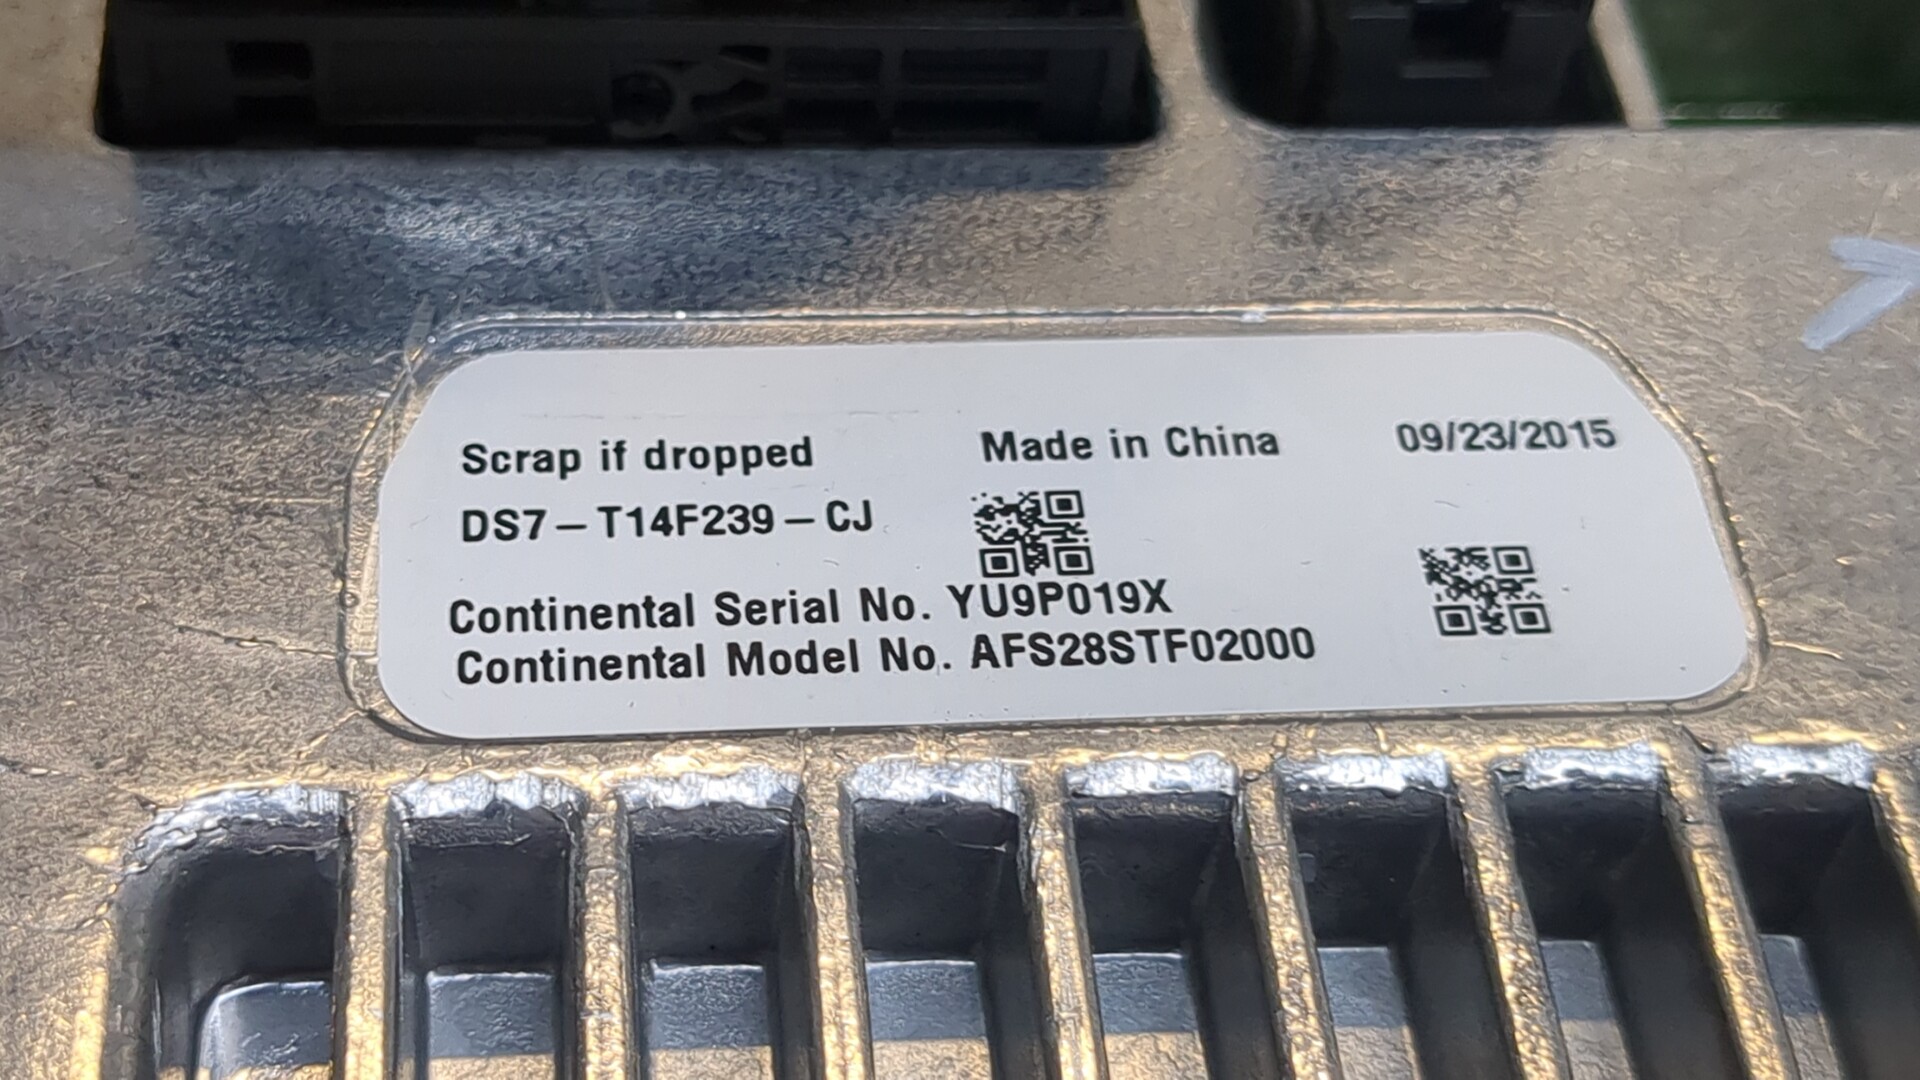 Scrap if dropped Made in China 09/23/2015
DS7-T14F239-CJ
Continental Serial No. YU9P019X
Continental Model No. AFS28STF02000